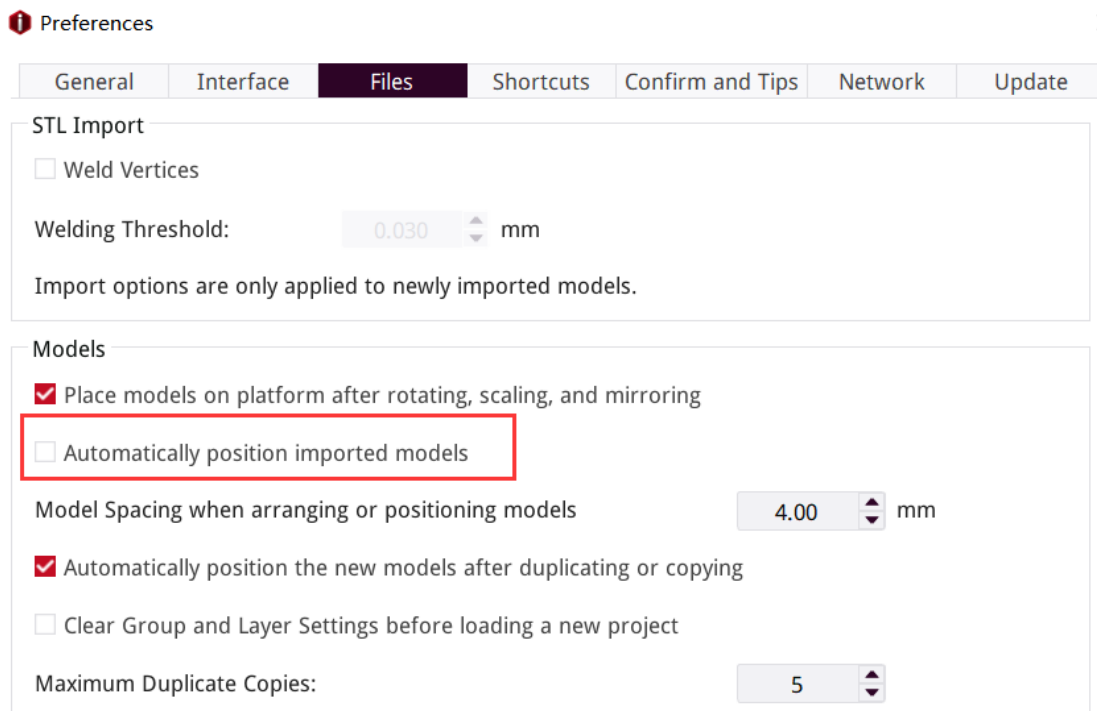 Preferences
General Interface Files Shortcuts Confirm and Tips Network Update
STL Import
Weld Vertices
Welding Threshold: 0.030 mm
Import options are only applied to newly imported models.
Models
Place models on platform after rotating, scaling, and mirroring
Automatically position imported models
Model Spacing when arranging or positioning models 4.00 mm
Automatically position the new models after duplicating or copying
Clear Group and Layer Settings before loading a new project
Maximum Duplicate Copies: 5